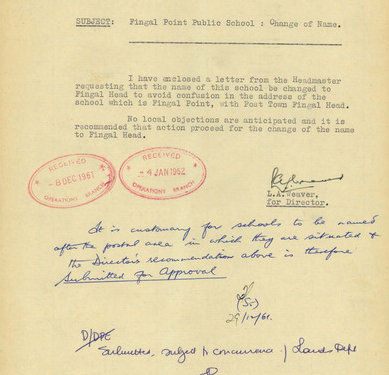 SUBJECT: Fingal Point Public School : Change of Name.
I have enclosed a letter from the Headmaster
requesting that the name of this school be changed to
Fingal Head to avoid confusion in the address of the
school which is Fingal Point, with Post Town Fingal Head.
No local objections are anticipated and it is
recommended that action proceed for the change of the name
to Fingal Head.
RECEIVED
-8 DEC 1961
OPERATIONS BRANCH
RECEIVED
-4 JAN 1962
OPERATIONS BRANCH
L.A. Weaver,
for Director.
It is customary for schools to be named
after the postal area in which they are situated &
the Director's recommendation above is therefore
Submitted for Approval
29/12/61.
D/DPE
Submitted, subject to concurrence of Lands Dept